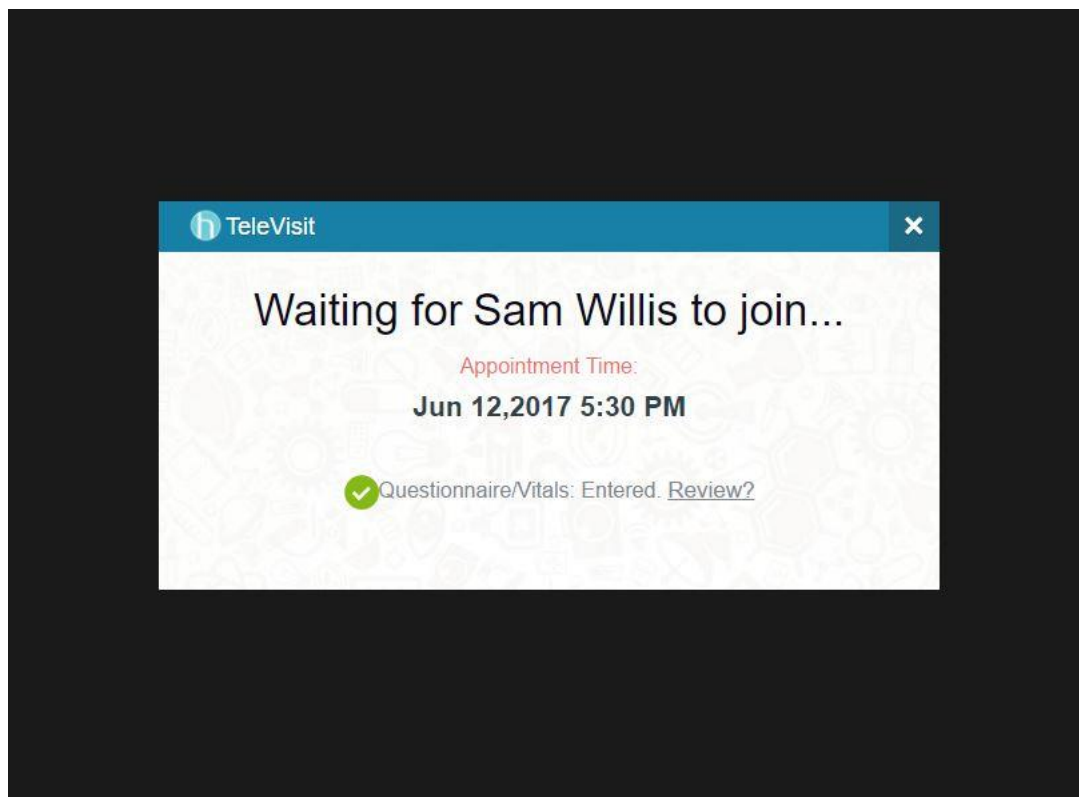 TeleVisit
Waiting for Sam Willis to join...
Appointment Time:
Jun 12,2017 5:30 PM
Questionnaire/Vitals: Entered. Review?